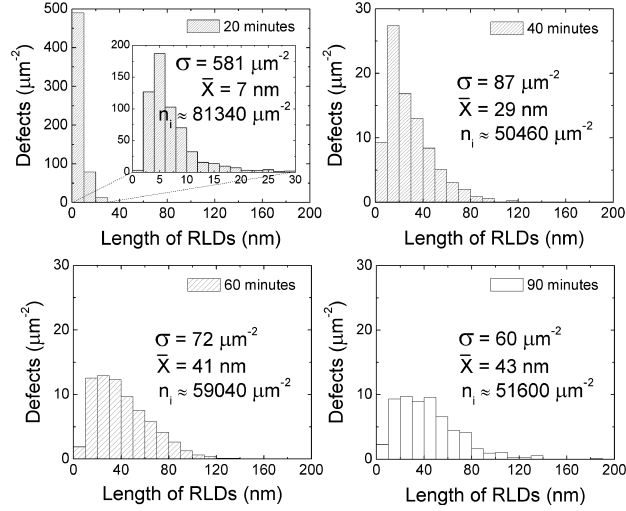 500
400
300
200
100
0
Defects (μm-2)
20 minutes
200
150
100
50
0
0 5 10 15 20 25 30
σ = 581 μm-2
X̄ = 7 nm
ni ≈ 81340 μm-2
0 40 80 120 160 200
Length of RLDs (nm)
30
20
10
0
Defects (μm-2)
40 minutes
σ = 87 μm-2
X̄ = 29 nm
ni ≈ 50460 μm-2
0 40 80 120 160 200
Length of RLDs (nm)
30
20
10
0
Defects (μm-2)
60 minutes
σ = 72 μm-2
X̄ = 41 nm
ni ≈ 59040 μm-2
0 40 80 120 160 200
Length of RLDs (nm)
30
20
10
0
Defects (μm-2)
90 minutes
σ = 60 μm-2
X̄ = 43 nm
ni ≈ 51600 μm-2
0 40 80 120 160 200
Length of RLDs (nm)